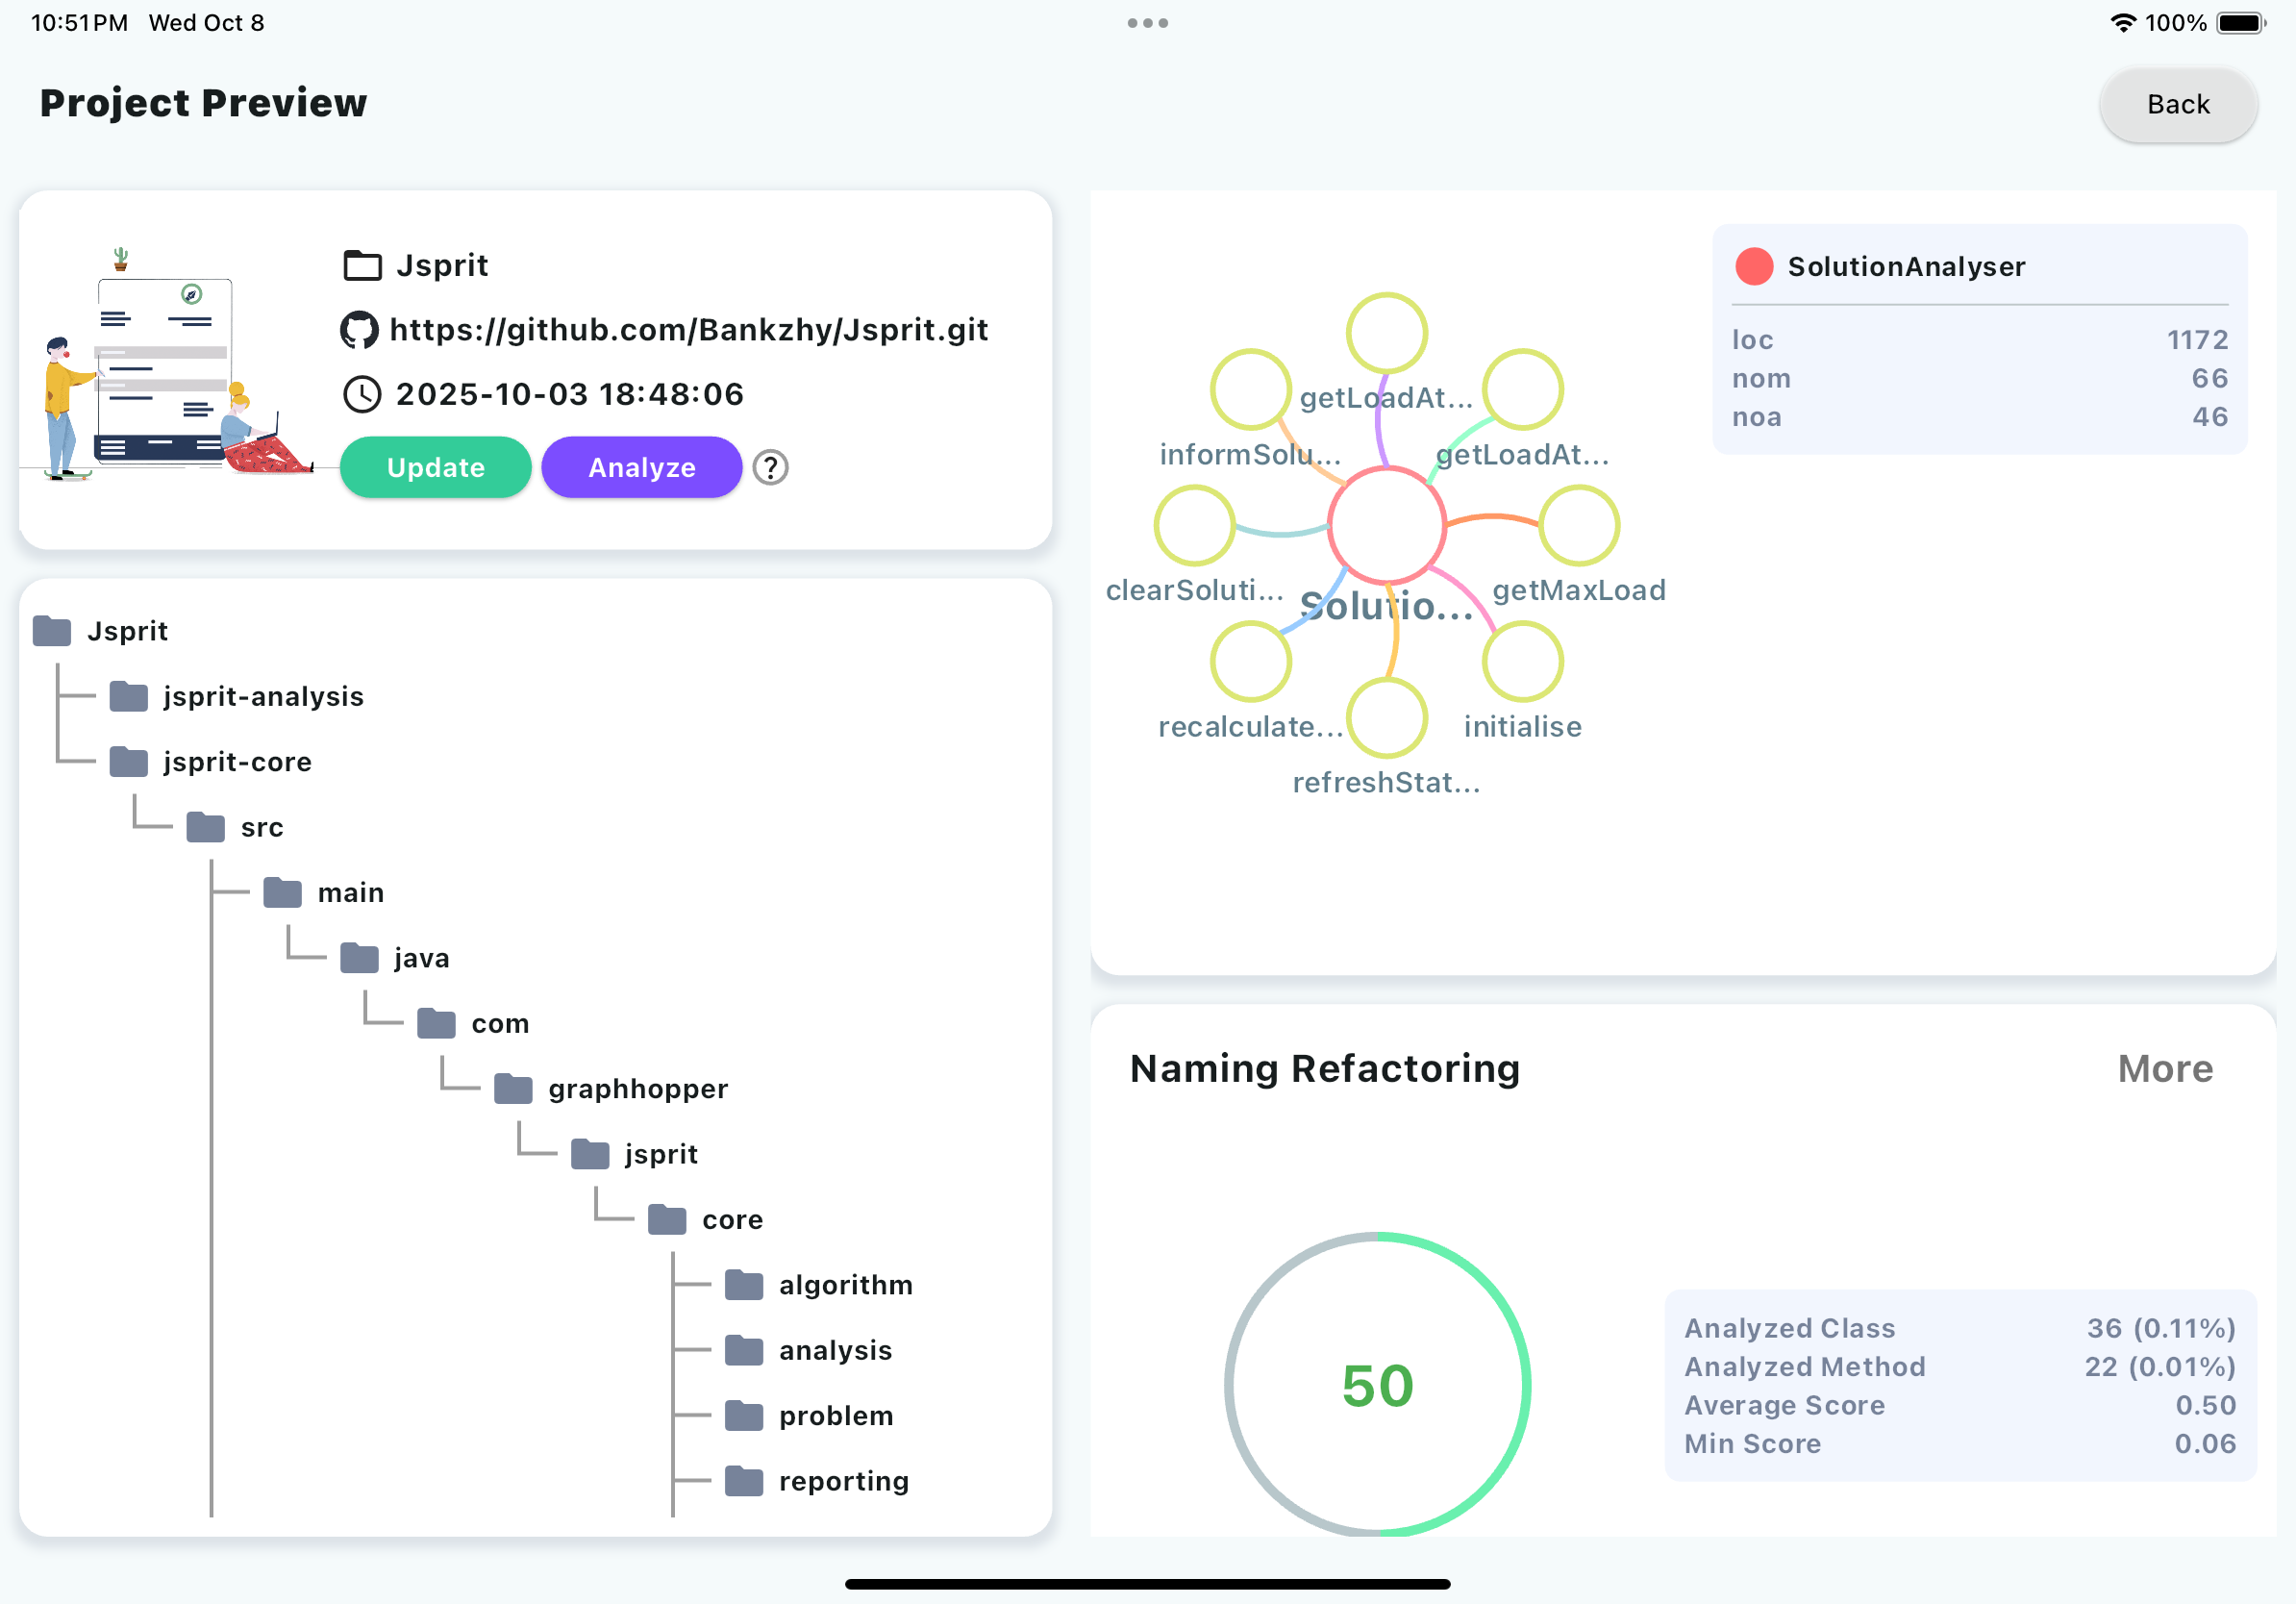 10:51 PM Wed Oct 8
100%
Project Preview
Back
Jsprit
https://github.com/Bankzhy/Jsprit.git
2025-10-03 18:48:06
Update
Analyze
?
Jsprit
jsprit-analysis
jsprit-core
src
main
java
com
graphhopper
jsprit
core
algorithm
analysis
problem
reporting
getLoadAt...
informSolu...
getLoadAt...
clearSoluti...
Solutio...
getMaxLoad
recalculate...
initialise
refreshStat...
SolutionAnalyser
loc 1172
nom 66
noa 46
Naming Refactoring
More
50
Analyzed Class 36 (0.11%)
Analyzed Method 22 (0.01%)
Average Score 0.50
Min Score 0.06